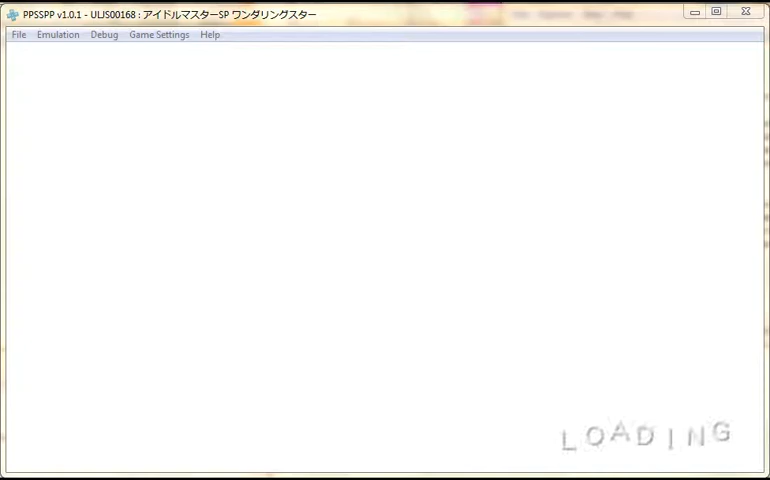 PPSSPP v1.0.1 - ULJS00168 : アイドルマスターSP ワンダリングスター
File Emulation Debug Game Settings Help
LOADING